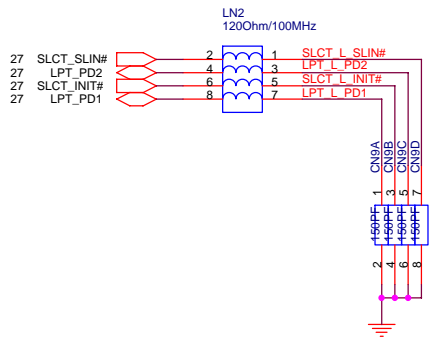 LN2
120Ohm/100MHz
27 SLCT_SLIN# 2 1 SLCT_L_SLIN#
27 LPT_PD2 4 3 LPT_L_PD2
27 SLCT_INIT# 6 5 SLCT_L_INIT#
27 LPT_PD1 8 7 LPT_L_PD1
CN9A CN9B CN9C CN9D
1 3 5 7
150PF 150PF 150PF 150PF
2 4 6 8